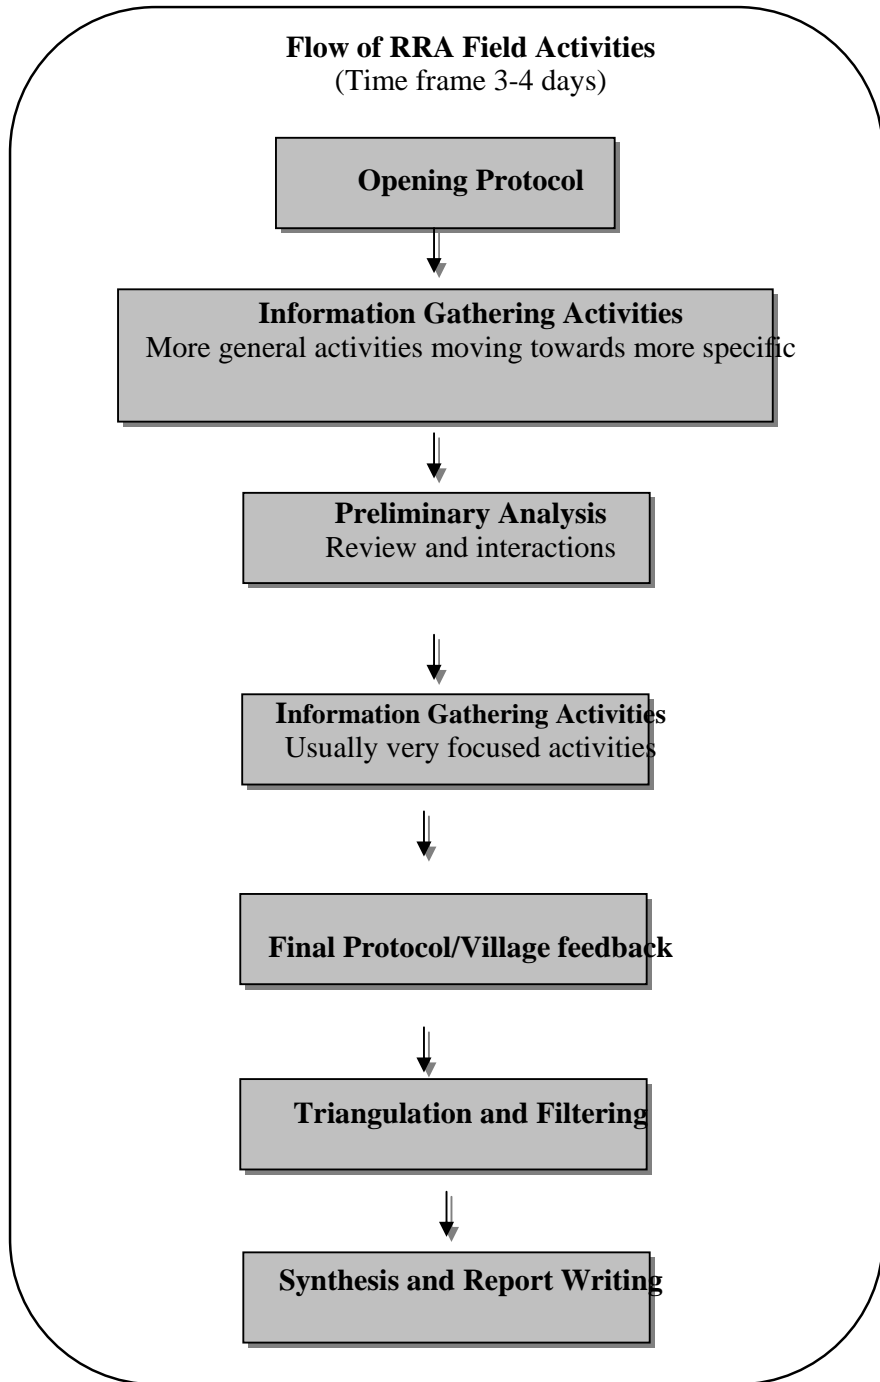 Flow of RRA Field Activities
(Time frame 3-4 days)
Opening Protocol
Information Gathering Activities
More general activities moving towards more specific
Preliminary Analysis
Review and interactions
Information Gathering Activities
Usually very focused activities
Final Protocol/Village feedback
Triangulation and Filtering
Synthesis and Report Writing